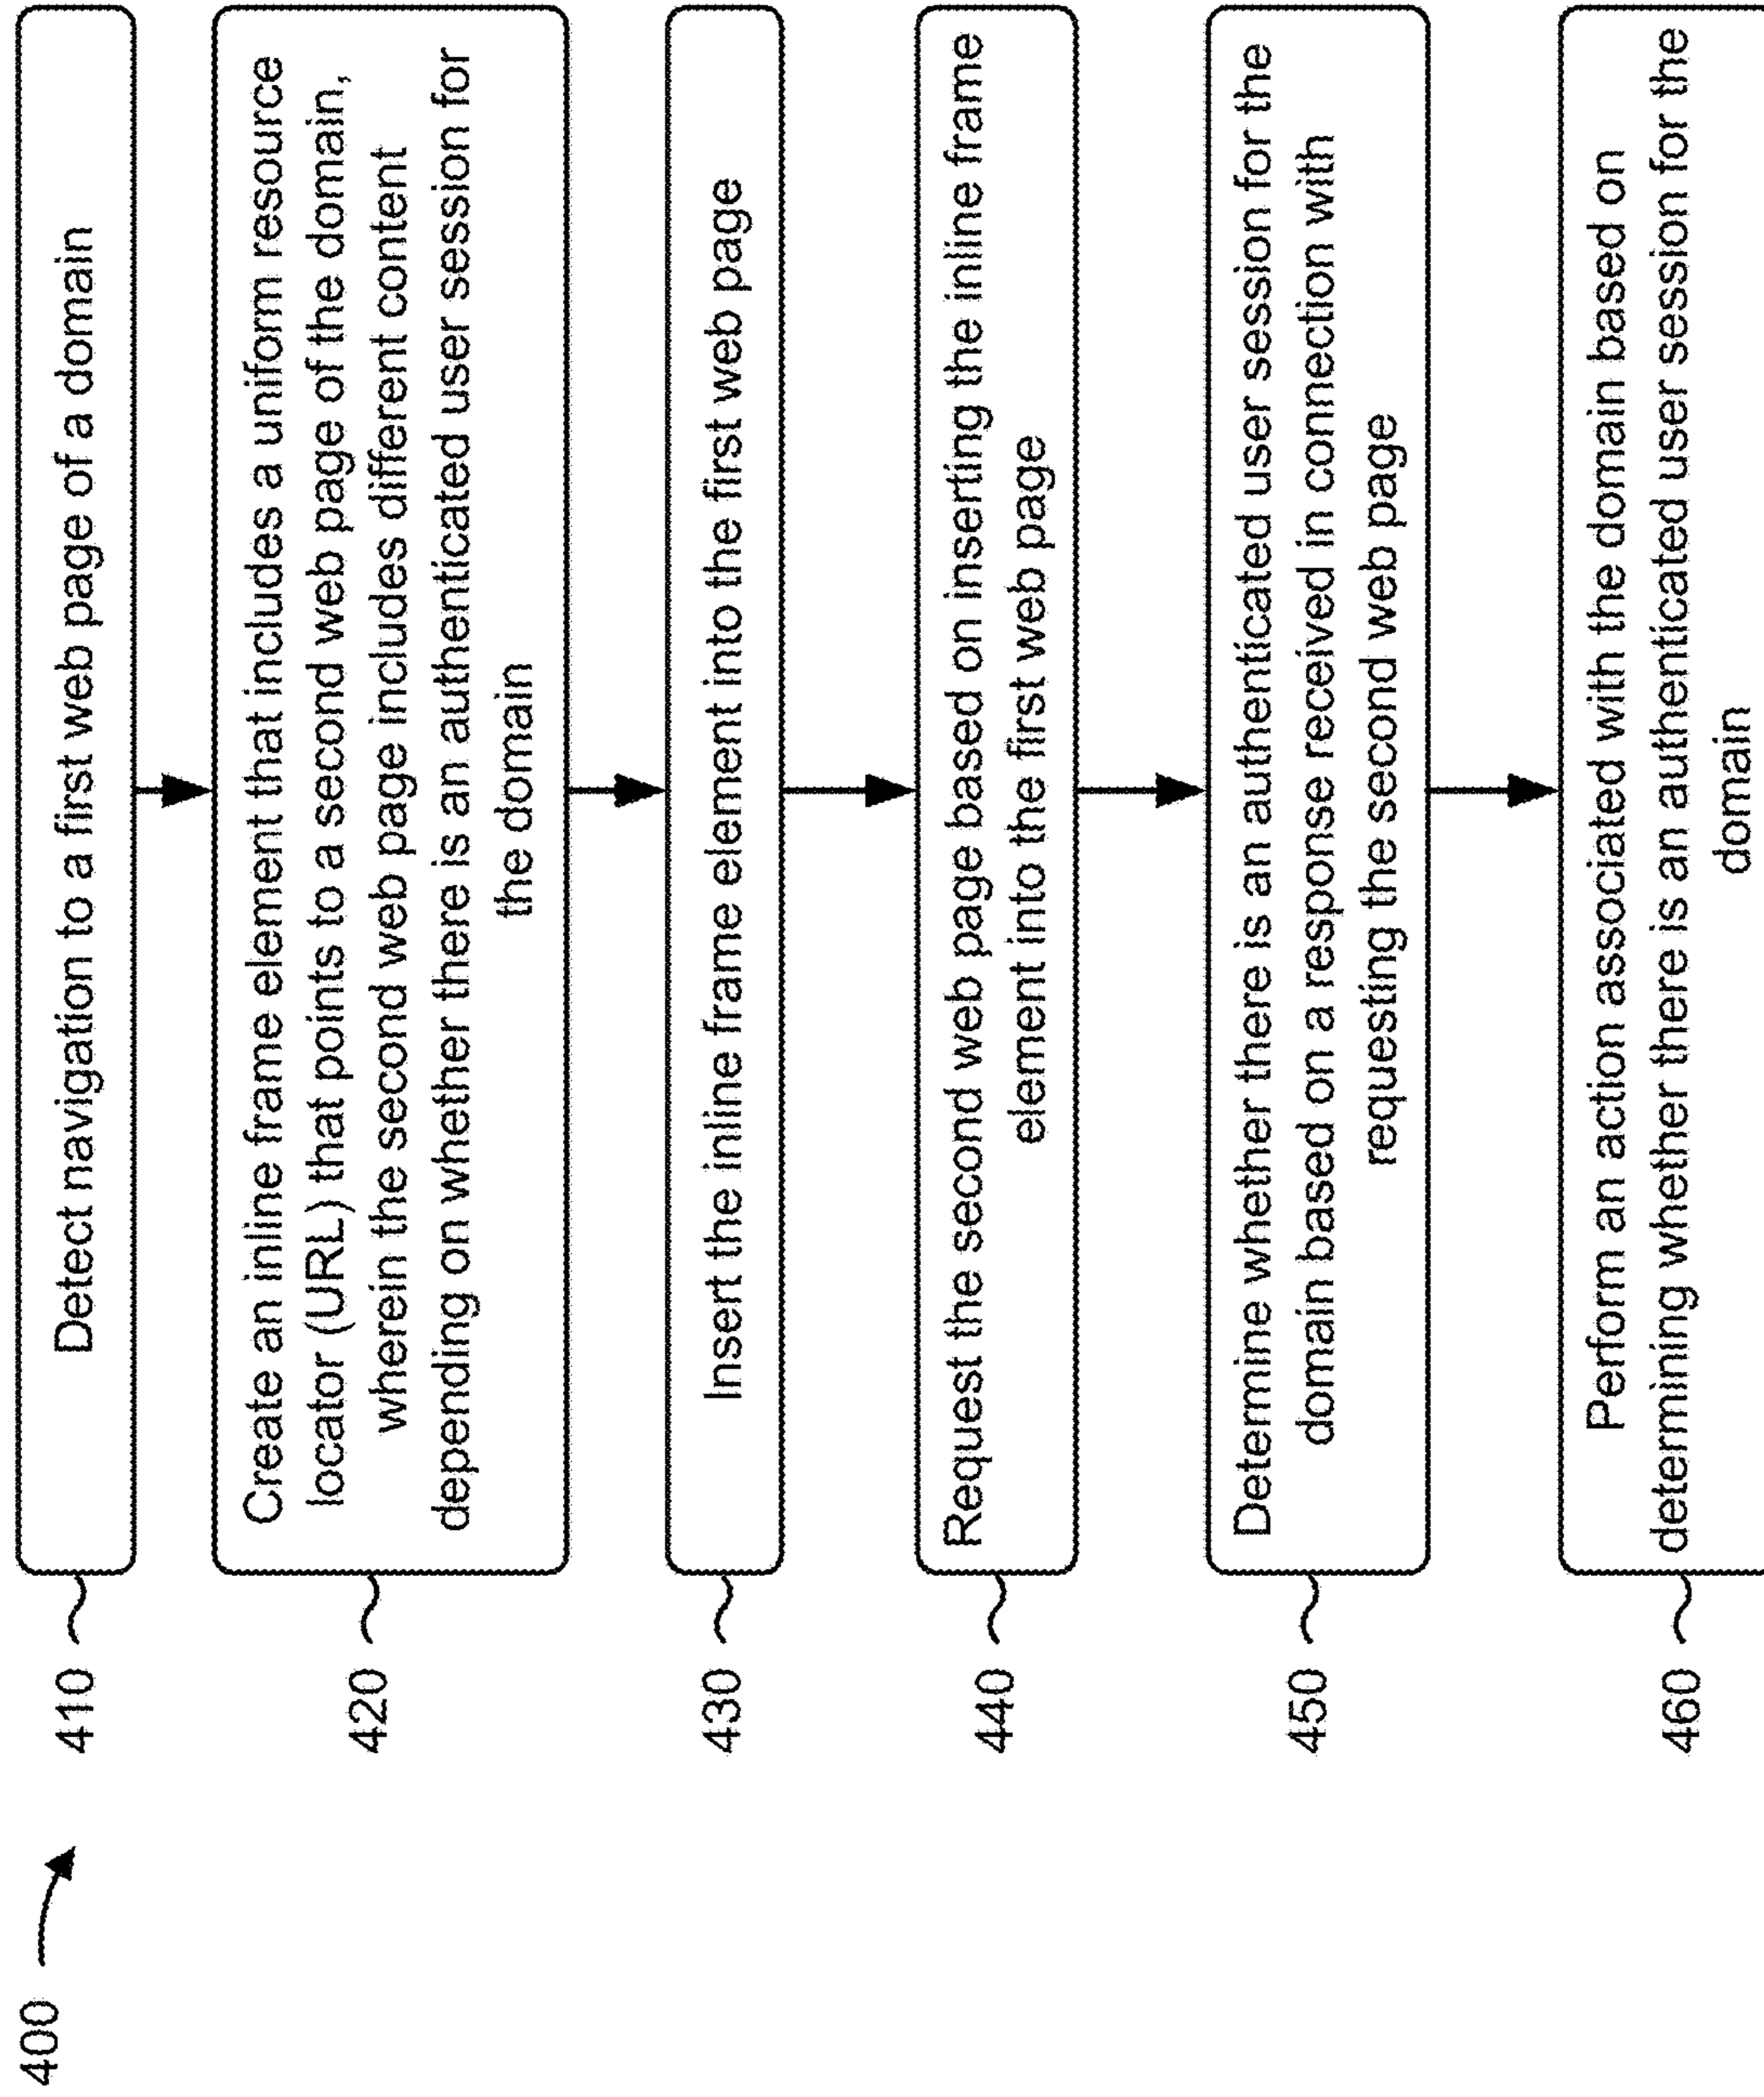 400
410
Detect navigation to a first web page of a domain
420
Create an inline frame element that includes a uniform resource
locator (URL) that points to a second web page of the domain,
wherein the second web page includes different content
depending on whether there is an authenticated user session for
the domain
430
Insert the inline frame element into the first web page
440
Request the second web page based on inserting the inline frame
element into the first web page
450
Determine whether there is an authenticated user session for the
domain based on a response received in connection with
requesting the second web page
460
Perform an action associated with the domain based on
determining whether there is an authenticated user session for the
domain